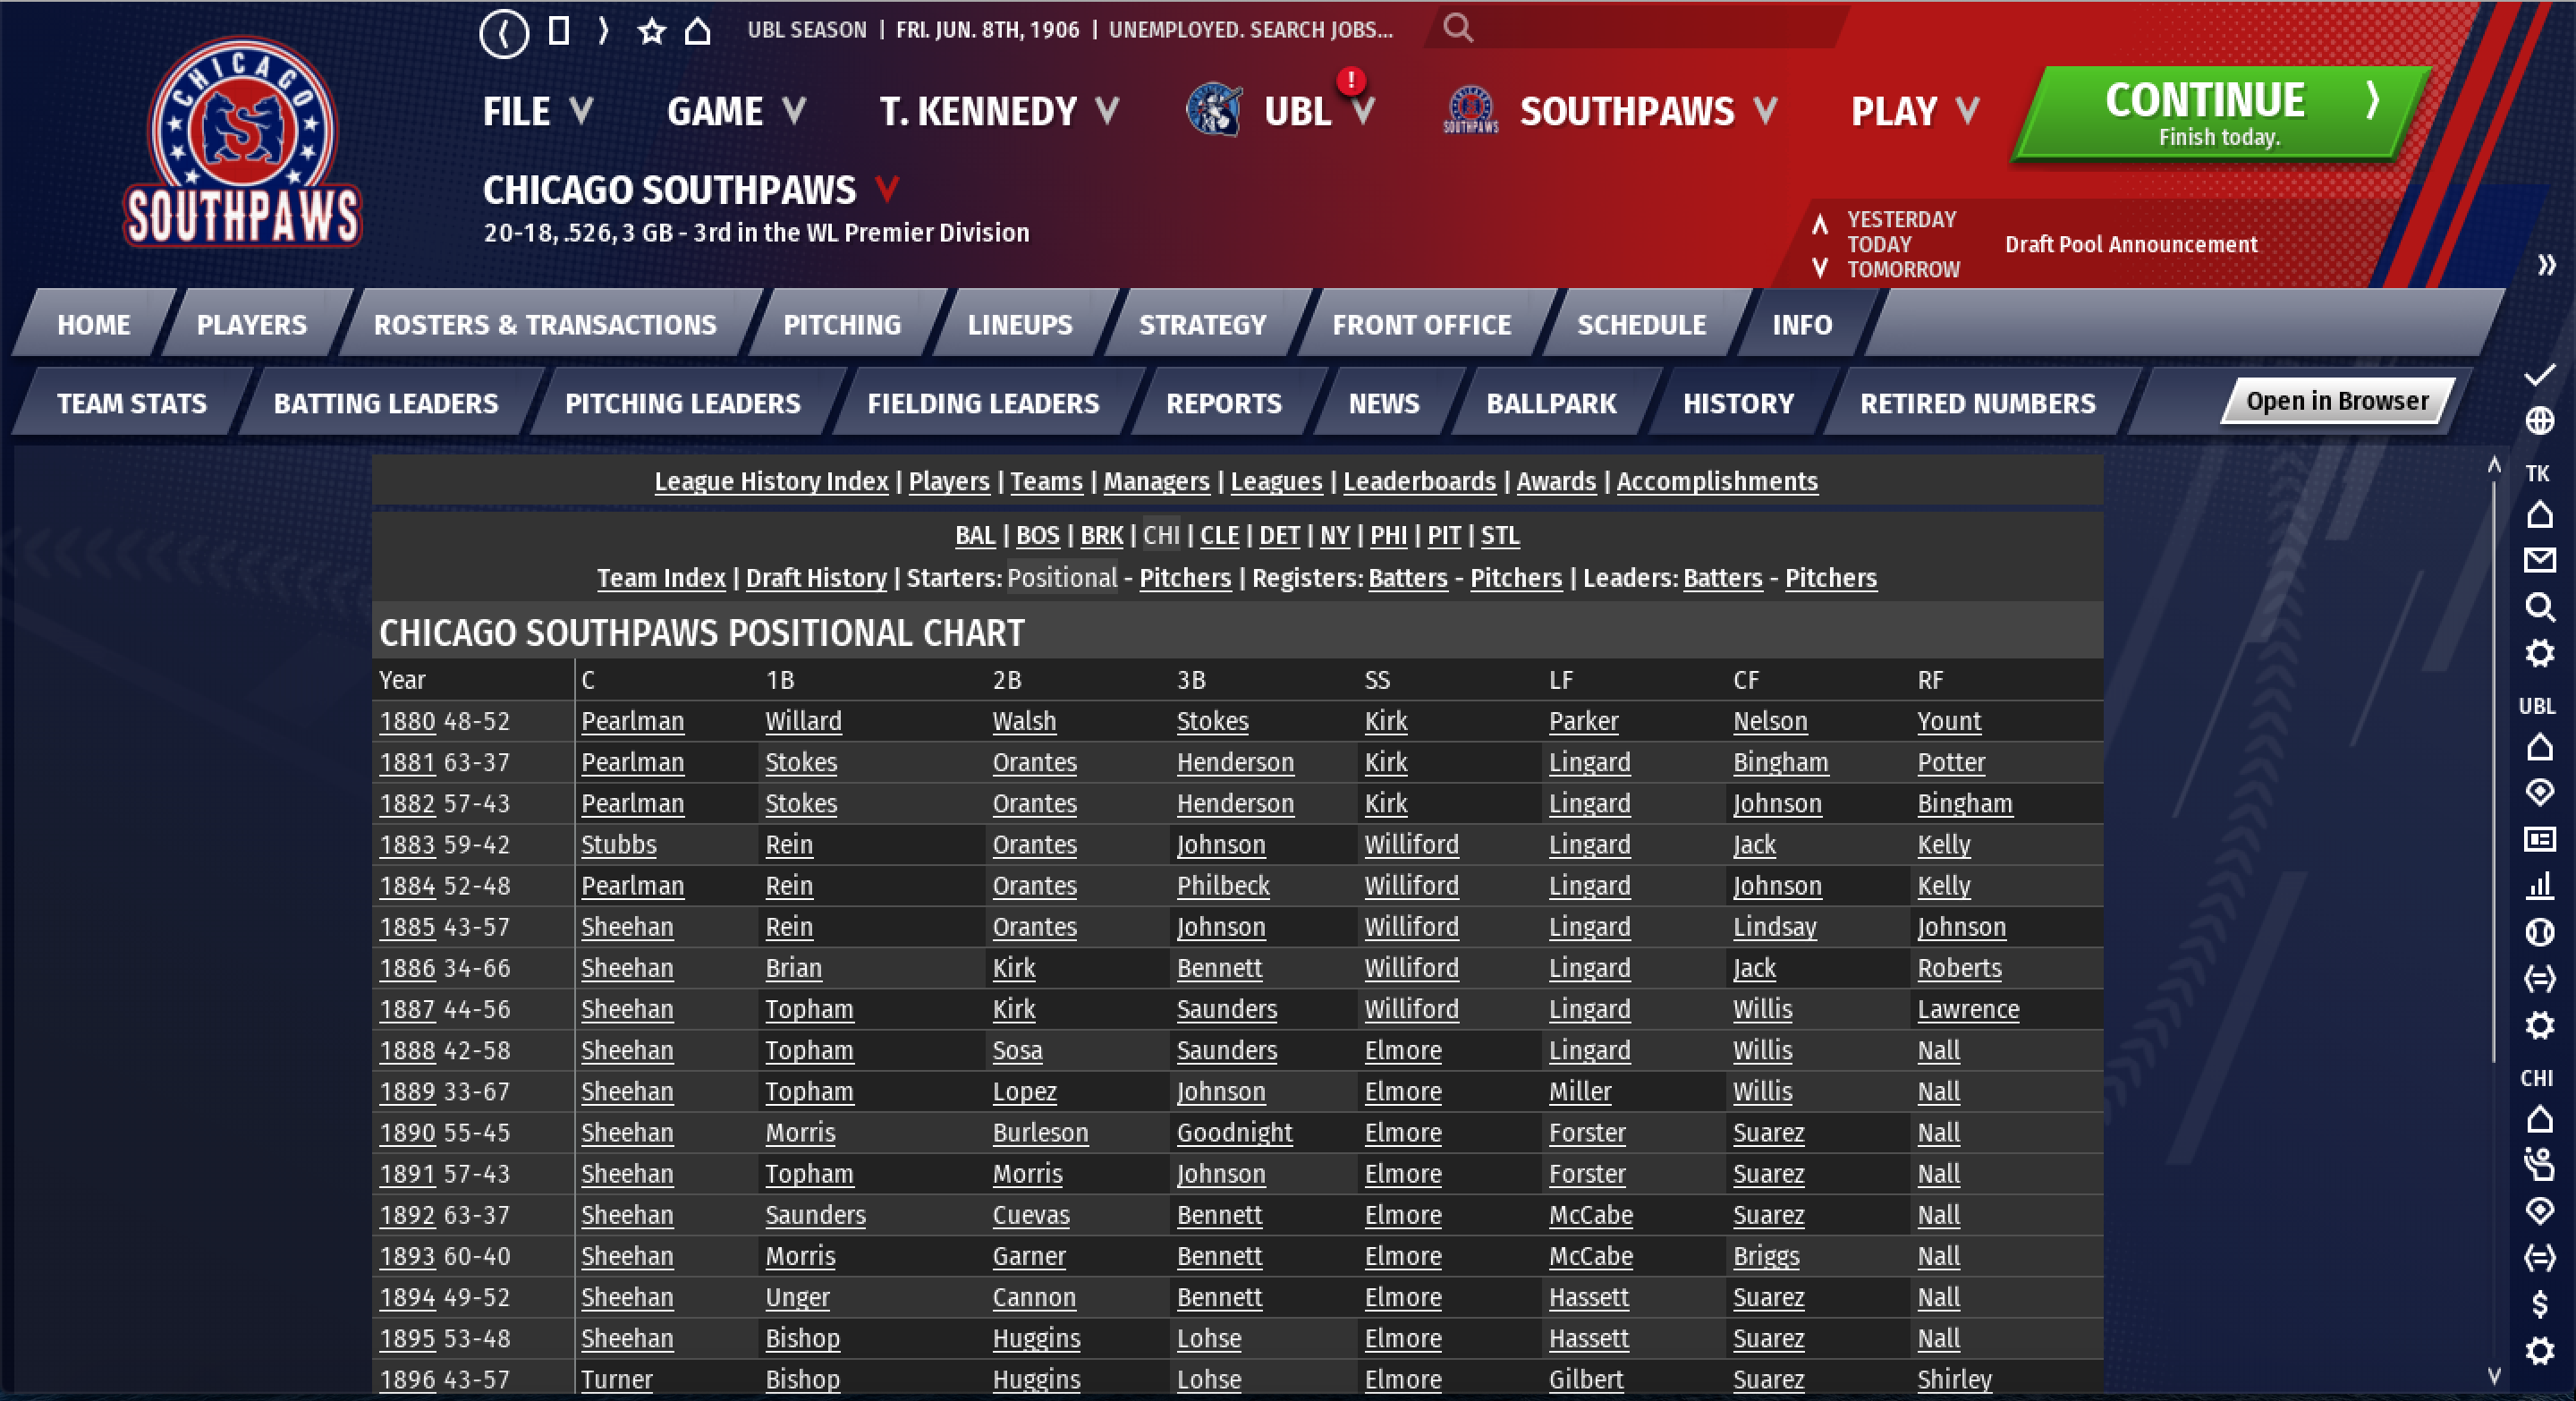 UBL SEASON | FRI. JUN. 8TH, 1906 | UNEMPLOYED. SEARCH JOBS...
CHICAGO
S
SOUTHPAWS
FILE GAME T. KENNEDY UBL ! SOUTHPAWS SOUTHPAWS PLAY
CONTINUE
Finish today.
CHICAGO SOUTHPAWS
20-18, .526, 3 GB - 3rd in the WL Premier Division
YESTERDAY
TODAY Draft Pool Announcement
TOMORROW
HOME PLAYERS ROSTERS & TRANSACTIONS PITCHING LINEUPS STRATEGY FRONT OFFICE SCHEDULE INFO
TEAM STATS BATTING LEADERS PITCHING LEADERS FIELDING LEADERS REPORTS NEWS BALLPARK HISTORY RETIRED NUMBERS Open in Browser
League History Index | Players | Teams | Managers | Leagues | Leaderboards | Awards | Accomplishments
BAL | BOS | BRK | CHI | CLE | DET | NY | PHI | PIT | STL
Team Index | Draft History | Starters: Positional - Pitchers | Registers: Batters - Pitchers | Leaders: Batters - Pitchers
CHICAGO SOUTHPAWS POSITIONAL CHART
Year C 1B 2B 3B SS LF CF RF
1880 48-52 Pearlman Willard Walsh Stokes Kirk Parker Nelson Yount
1881 63-37 Pearlman Stokes Orantes Henderson Kirk Lingard Bingham Potter
1882 57-43 Pearlman Stokes Orantes Henderson Kirk Lingard Johnson Bingham
1883 59-42 Stubbs Rein Orantes Johnson Williford Lingard Jack Kelly
1884 52-48 Pearlman Rein Orantes Philbeck Williford Lingard Johnson Kelly
1885 43-57 Sheehan Rein Orantes Johnson Williford Lingard Lindsay Johnson
1886 34-66 Sheehan Brian Kirk Bennett Williford Lingard Jack Roberts
1887 44-56 Sheehan Topham Kirk Saunders Williford Lingard Willis Lawrence
1888 42-58 Sheehan Topham Sosa Saunders Elmore Lingard Willis Nall
1889 33-67 Sheehan Topham Lopez Johnson Elmore Miller Willis Nall
1890 55-45 Sheehan Morris Burleson Goodnight Elmore Forster Suarez Nall
1891 57-43 Sheehan Topham Morris Johnson Elmore Forster Suarez Nall
1892 63-37 Sheehan Saunders Cuevas Bennett Elmore McCabe Suarez Nall
1893 60-40 Sheehan Morris Garner Bennett Elmore McCabe Briggs Nall
1894 49-52 Sheehan Unger Cannon Bennett Elmore Hassett Suarez Nall
1895 53-48 Sheehan Bishop Huggins Lohse Elmore Hassett Suarez Nall
1896 43-57 Turner Bishop Huggins Lohse Elmore Gilbert Suarez Shirley
TK
UBL
CHI
$